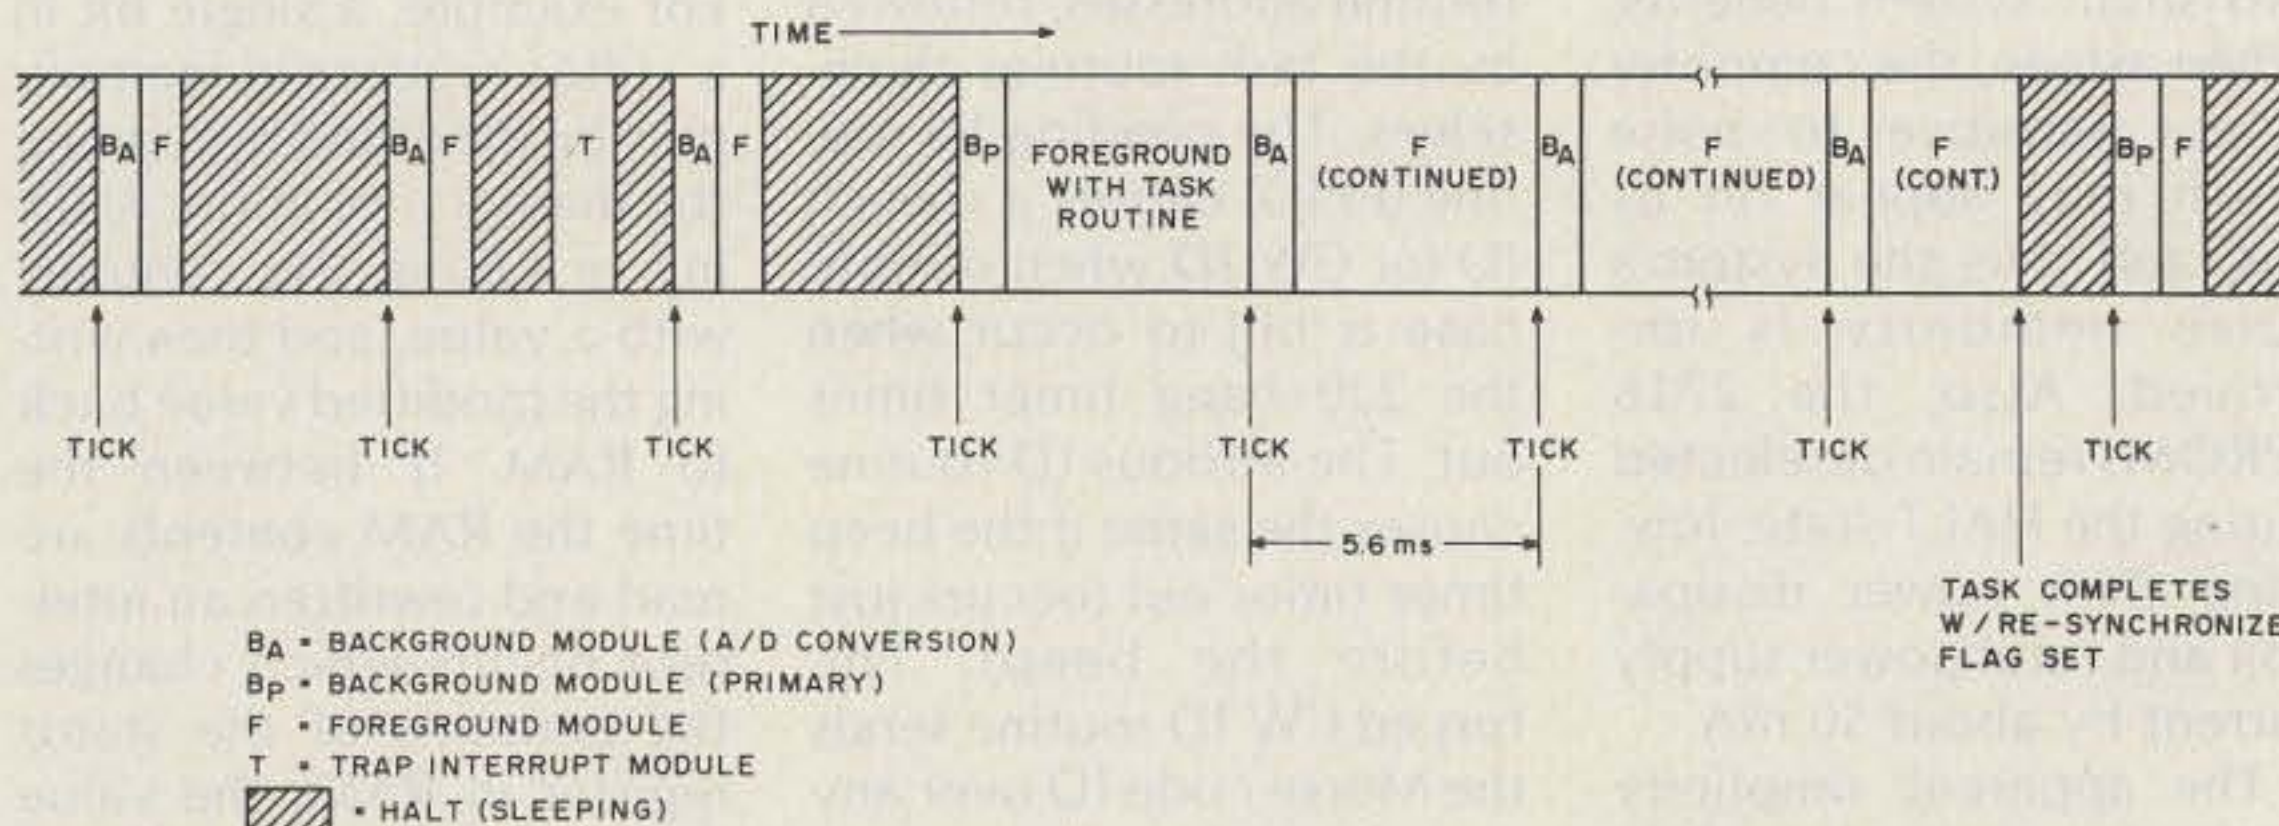 TIME
BA F BA F T BA F BP FOREGROUND WITH TASK ROUTINE BA F (CONTINUED) BA F (CONTINUED) BA F (CONT.) BP F
TICK TICK TICK TICK TICK TICK TICK TICK
5.6 ms
TASK COMPLETES
W/RE-SYNCHRONIZE
FLAG SET
BA = BACKGROUND MODULE (A/D CONVERSION)
BP = BACKGROUND MODULE (PRIMARY)
F = FOREGROUND MODULE
T = TRAP INTERRUPT MODULE
= HALT (SLEEPING)